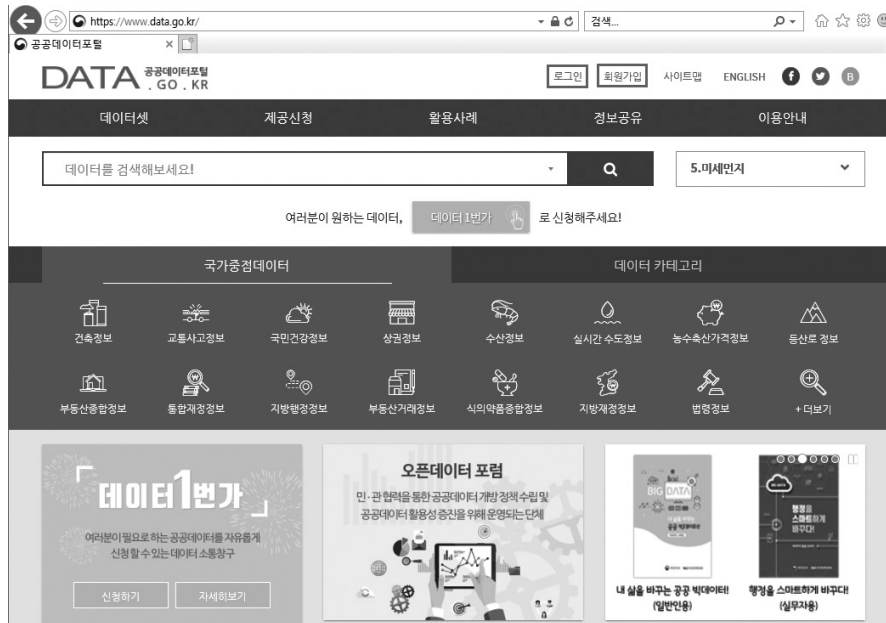 https://www.data.go.kr/
검색...
공공데이터포털
DATA 공공데이터포털
. GO . KR
로그인 회원가입 사이트맵 ENGLISH
데이터셋 제공신청 활용사례 정보공유 이용안내
데이터를 검색해보세요!
5.미세먼지
여러분이 원하는 데이터, 데이터 1번가 로 신청해주세요!
국가중점데이터 데이터 카테고리
건축정보 교통사고정보 국민건강정보 상권정보 수산정보 실시간 수도정보 농수축산가격정보 등산로 정보
부동산종합정보 통합재정정보 지방행정정보 부동산거래정보 식의약품종합정보 지방재정정보 법령정보 + 더보기
「데이터1번가」
여러분이 필요로 하는 공공데이터를 자유롭게
신청 할 수 있는 데이터 소통창구
신청하기 자세히보기
오픈데이터 포럼
민·관 협력을 통한 공공데이터 개방 정책 수립 및
공공데이터 활용성 증진을 위해 운영되는 단체
BIG DATA
내 삶을 바꾸는 공공 빅데이터!
(일반인용)
BIG DATA
행정을
스마트하게
바꾸다!
행정을 스마트하게 바꾸다!
(실무자용)